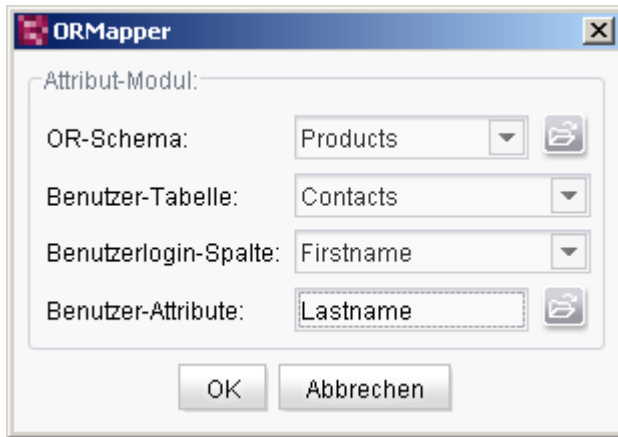 ORMapper
Attribut-Modul:
OR-Schema: Products
Benutzer-Tabelle: Contacts
Benutzerlogin-Spalte: Firstname
Benutzer-Attribute: Lastname
OK Abbrechen